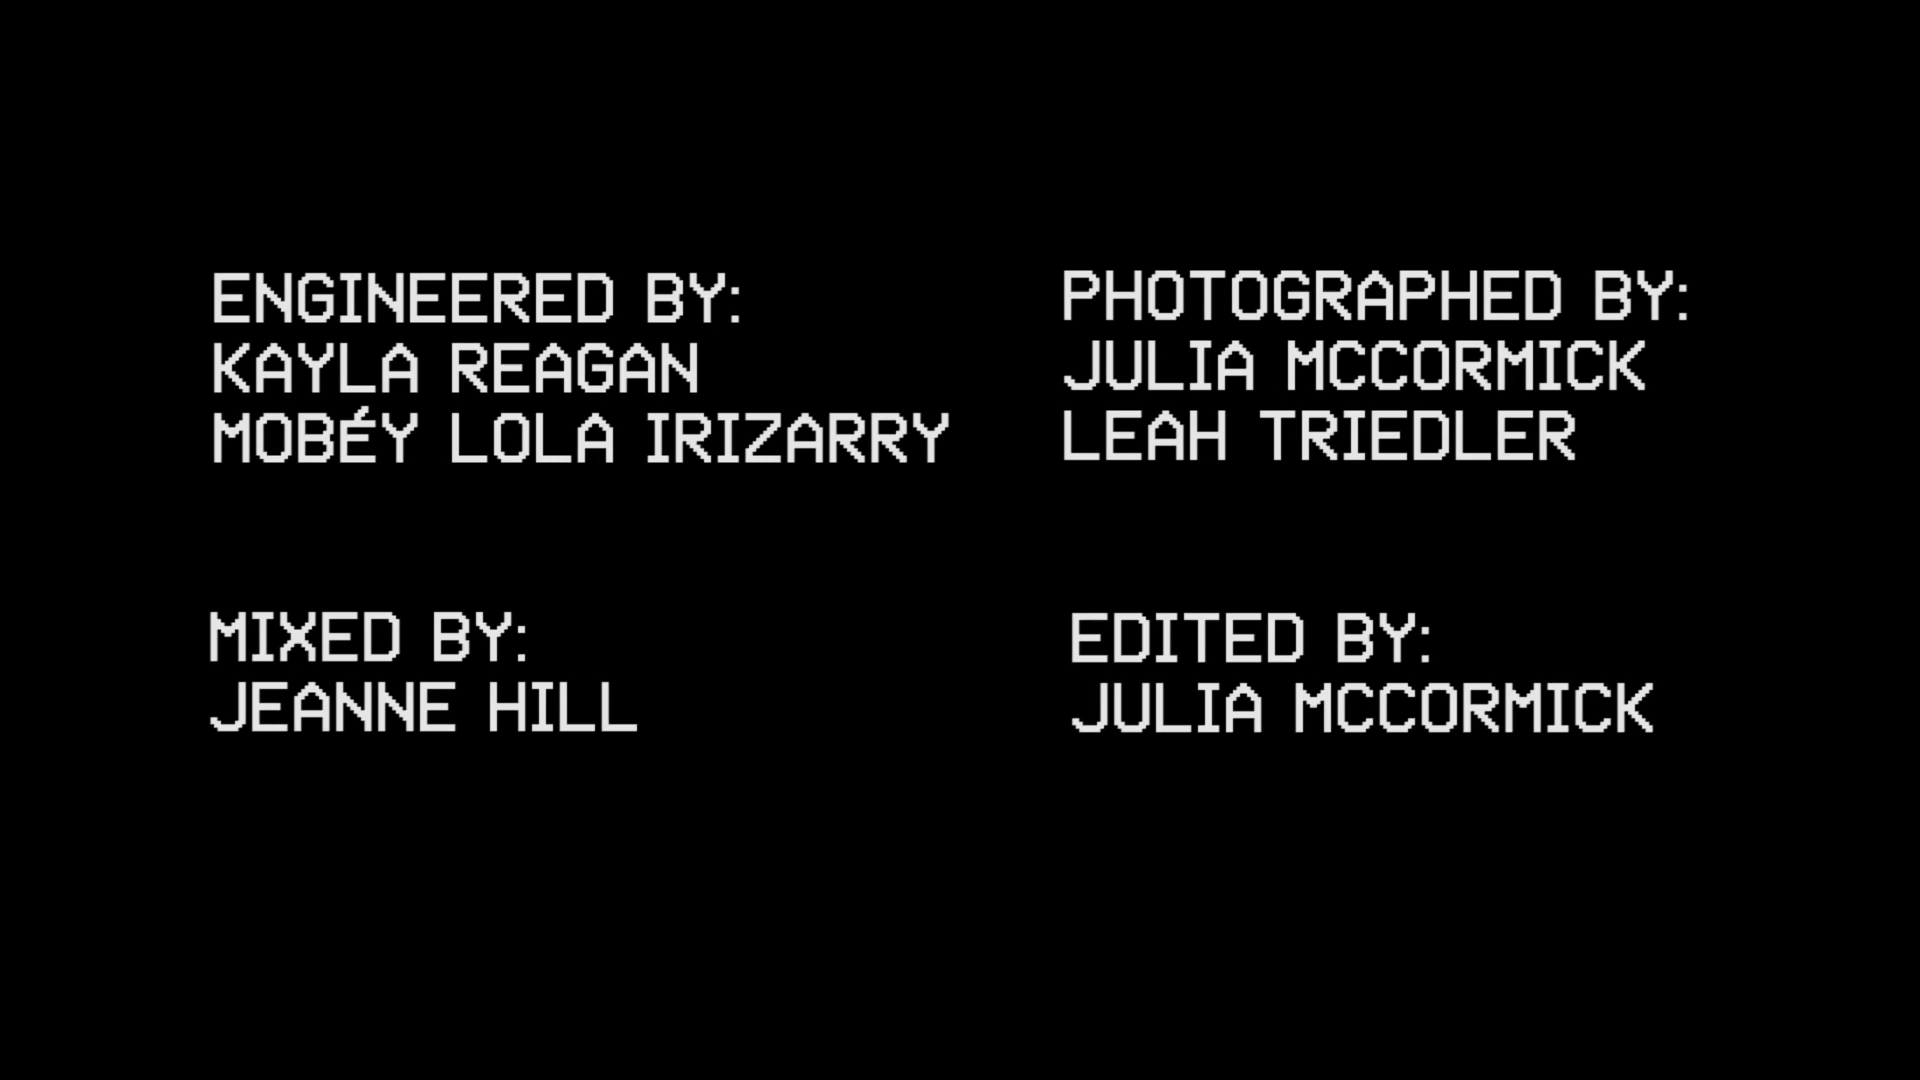 ENGINEERED BY:
KAYLA REAGAN
MOBÉY LOLA IRIZARRY
PHOTOGRAPHED BY:
JULIA MCCORMICK
LEAH TRIEDLER
MIXED BY:
JEANNE HILL
EDITED BY:
JULIA MCCORMICK